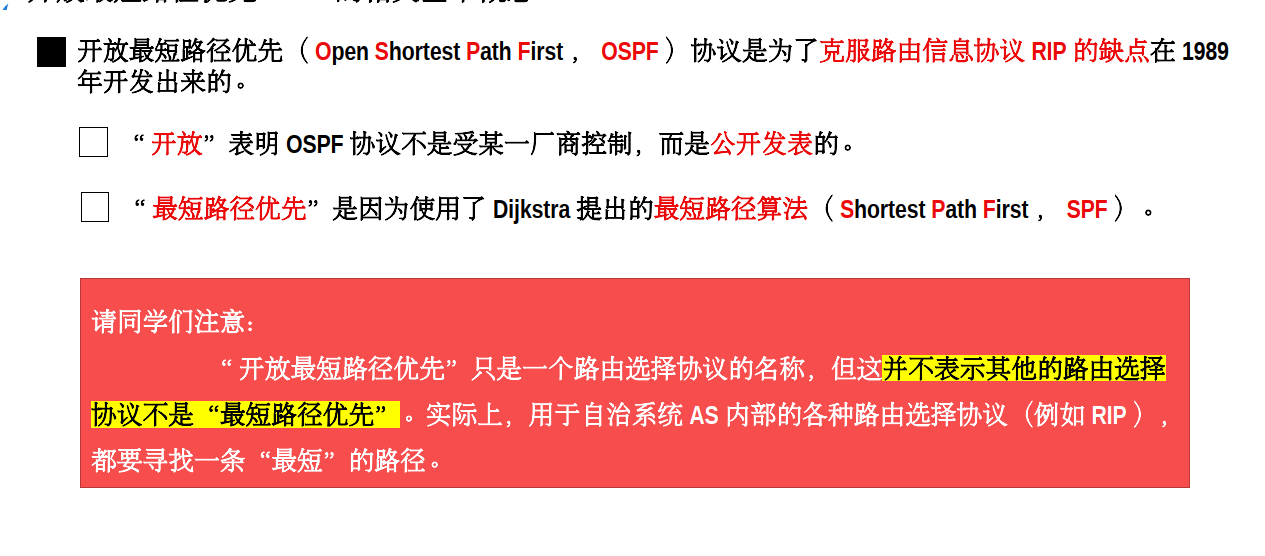 开放最短路径优先（Open Shortest Path First， OSPF）协议是为了克服路由信息协议 RIP 的缺点在 1989
年开发出来的。
“开放”表明 OSPF 协议不是受某一厂商控制，而是公开发表的。
“最短路径优先”是因为使用了 Dijkstra 提出的最短路径算法（Shortest Path First， SPF）。
请同学们注意：
“开放最短路径优先”只是一个路由选择协议的名称，但这并不表示其他的路由选择
协议不是“最短路径优先”。实际上，用于自治系统 AS 内部的各种路由选择协议（例如 RIP），
都要寻找一条“最短”的路径。